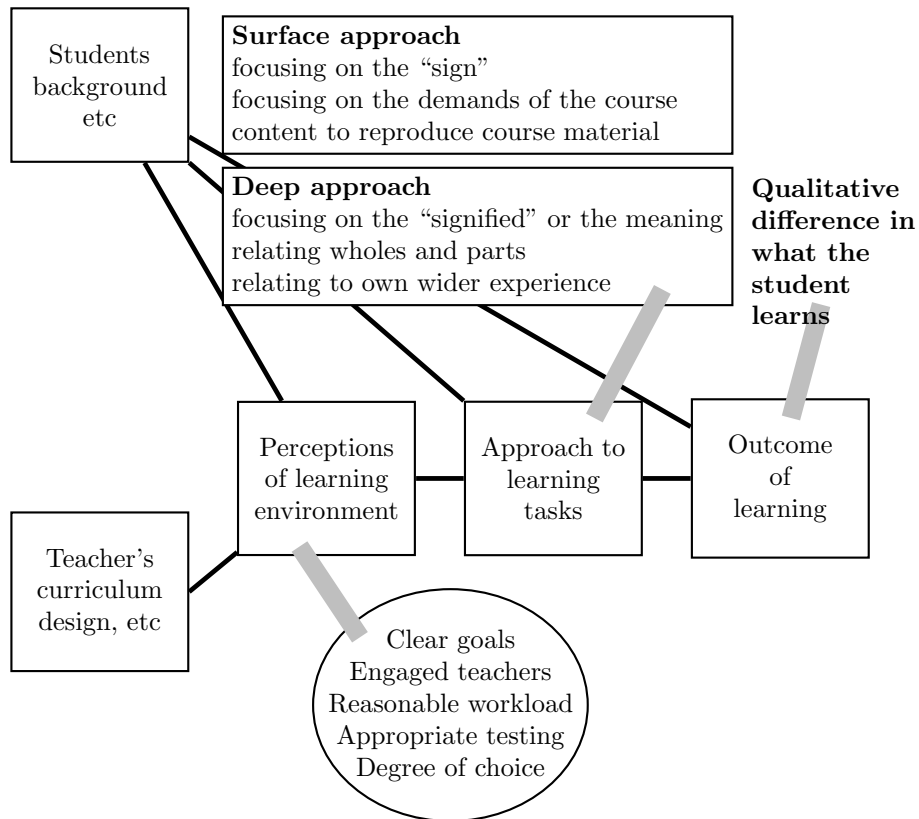 Students
background
etc
Surface approach
focusing on the “sign”
focusing on the demands of the course
content to reproduce course material
Deep approach
focusing on the “signified” or the meaning
relating wholes and parts
relating to own wider experience
Qualitative
difference in
what the
student
learns
Perceptions
of learning
environment
Approach to
learning
tasks
Outcome
of
learning
Teacher’s
curriculum
design, etc
Clear goals
Engaged teachers
Reasonable workload
Appropriate testing
Degree of choice